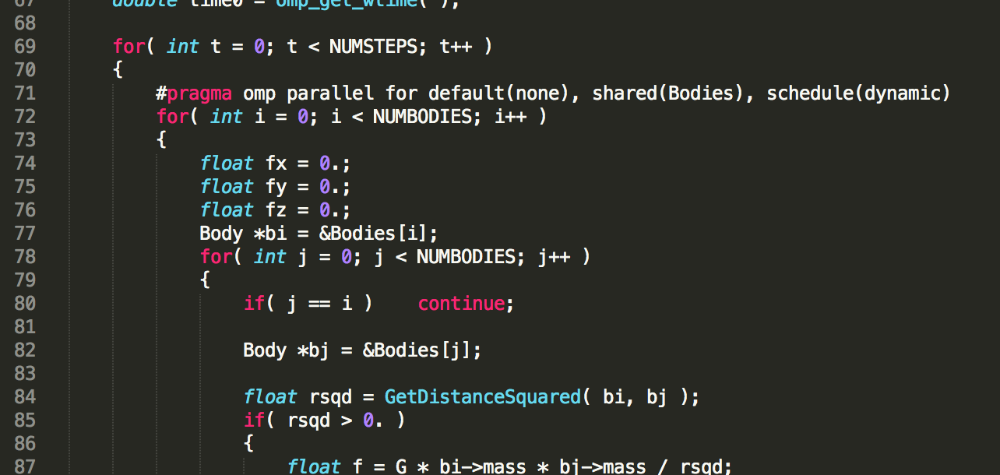 67 double time0 = omp_get_wtime( );
68
69 for( int t = 0; t < NUMSTEPS; t++ )
70 {
71 #pragma omp parallel for default(none), shared(Bodies), schedule(dynamic)
72 for( int i = 0; i < NUMBODIES; i++ )
73 {
74 float fx = 0.;
75 float fy = 0.;
76 float fz = 0.;
77 Body *bi = &Bodies[i];
78 for( int j = 0; j < NUMBODIES; j++ )
79 {
80 if( j == i )    continue;
81
82 Body *bj = &Bodies[j];
83
84 float rsqd = GetDistanceSquared( bi, bj );
85 if( rsqd > 0. )
86 {
87 float f = G * bi->mass * bj->mass / rsqd;